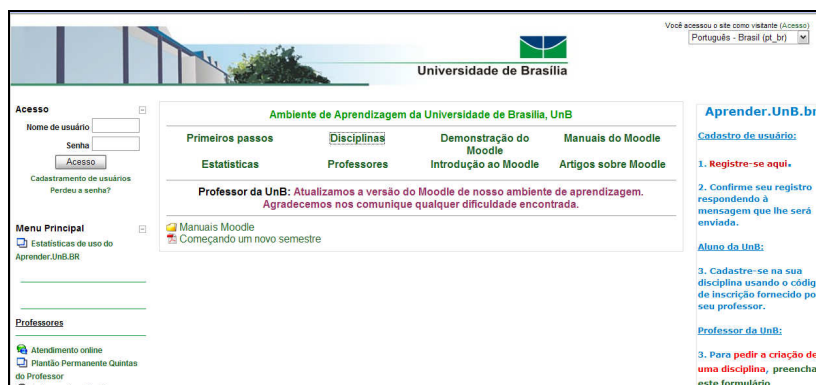 Você acessou o site como visitante (Acesso)
Português - Brasil (pt_br)
Universidade de Brasília
Acesso
Nome de usuário
Senha
Acesso
Cadastramento de usuários
Perdeu a senha?
Menu Principal
Estatísticas de uso do
Aprender.UnB.BR
Professores
Atendimento online
Plantão Permanente Quintas
do Professor
Ambiente de Aprendizagem da Universidade de Brasilia, UnB
Primeiros passos Disciplinas Demonstração do Moodle Manuais do Moodle
Estatísticas Professores Introdução ao Moodle Artigos sobre Moodle
Professor da UnB: Atualizamos a versão do Moodle de nosso ambiente de aprendizagem.
Agradecemos nos comunique qualquer dificuldade encontrada.
Manuais Moodle
Começando um novo semestre
Aprender.UnB.br
Cadastro de usuário:
1. Registre-se aqui.
2. Confirme seu registro
respondendo à
mensagem que lhe será
enviada.
Aluno da UnB:
3. Cadastre-se na sua
disciplina usando o códig
de inscrição fornecido po
seu professor.
Professor da UnB:
3. Para pedir a criação de
uma disciplina, preencha
este formulário